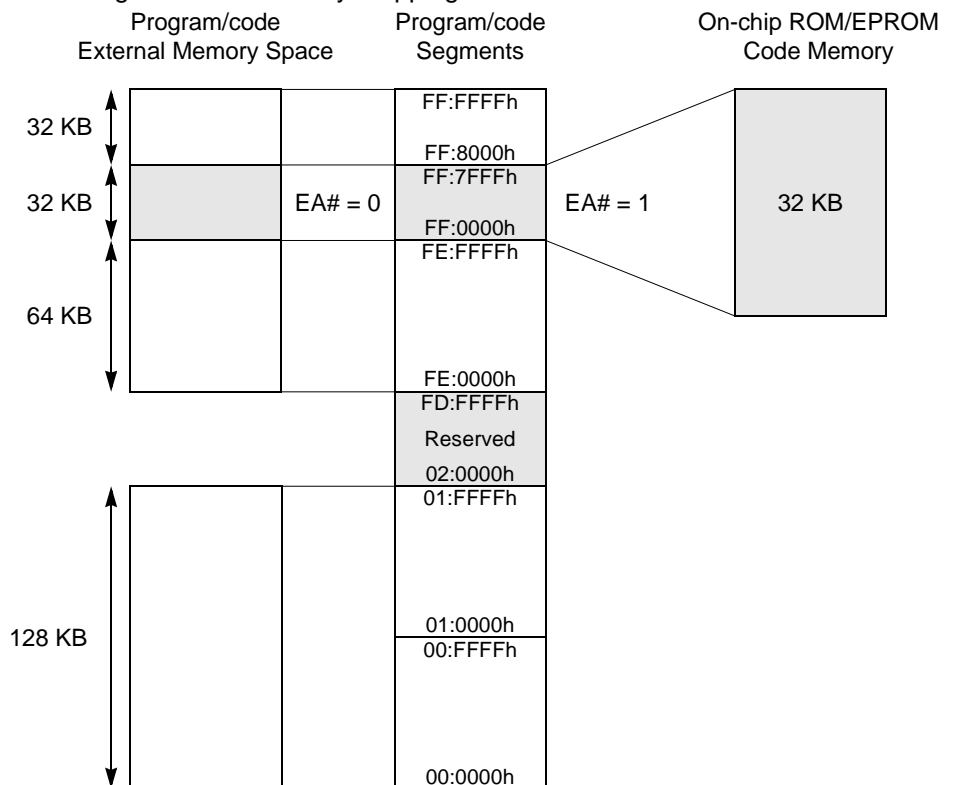 Program/code
External Memory Space
Program/code
Segments
On-chip ROM/EPROM
Code Memory
32 KB
FF:FFFFh
FF:8000h
32 KB
EA# = 0
FF:7FFFh
FF:0000h
EA# = 1
32 KB
64 KB
FE:FFFFh
FE:0000h
FD:FFFFh
Reserved
02:0000h
128 KB
01:FFFFh
01:0000h
00:FFFFh
00:0000h